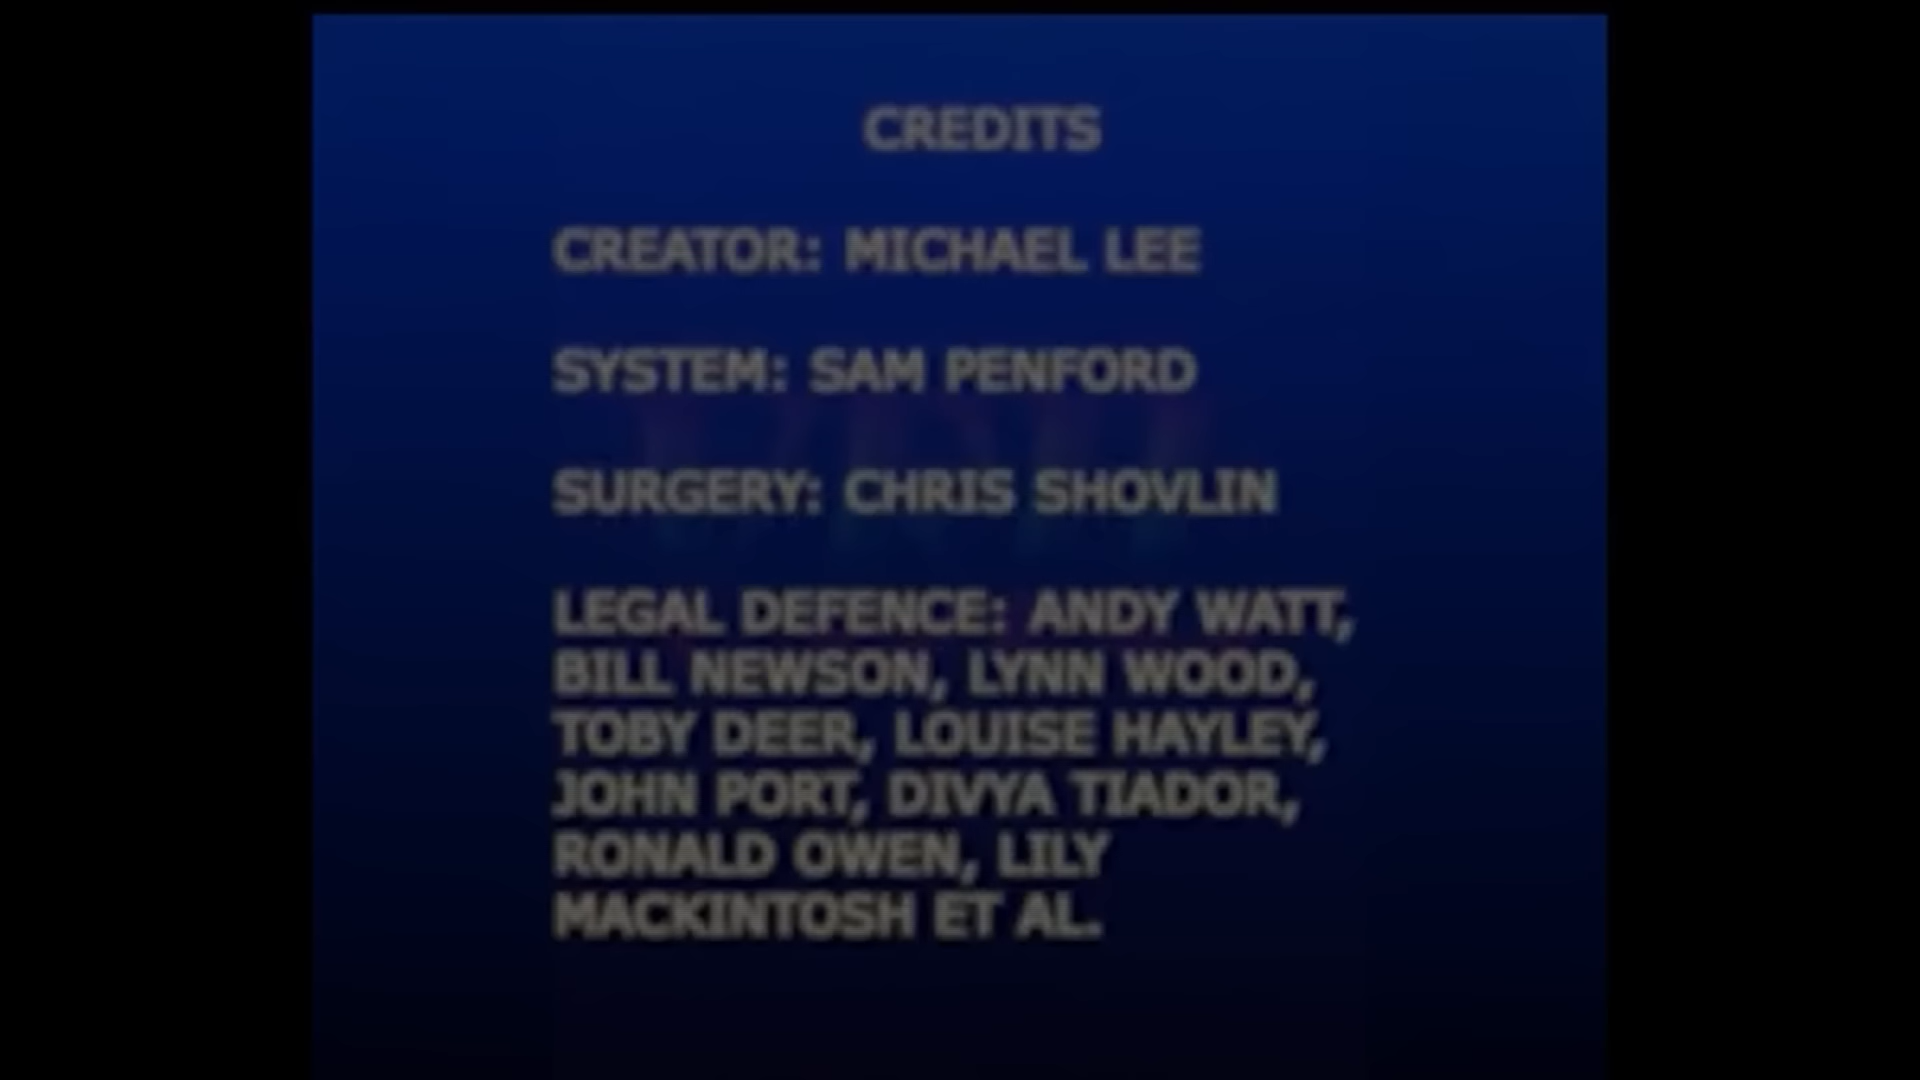 CREDITS
CREATOR: MICHAEL LEE
SYSTEM: SAM PENFORD
SURGERY: CHRIS SHOVLIN
LEGAL DEFENCE: ANDY WATT,
BILL NEWSON, LYNN WOOD,
TOBY DEER, LOUISE HAYLEY,
JOHN PORT, DIVYA TIADOR,
RONALD OWEN, LILY
MACKINTOSH ET AL.